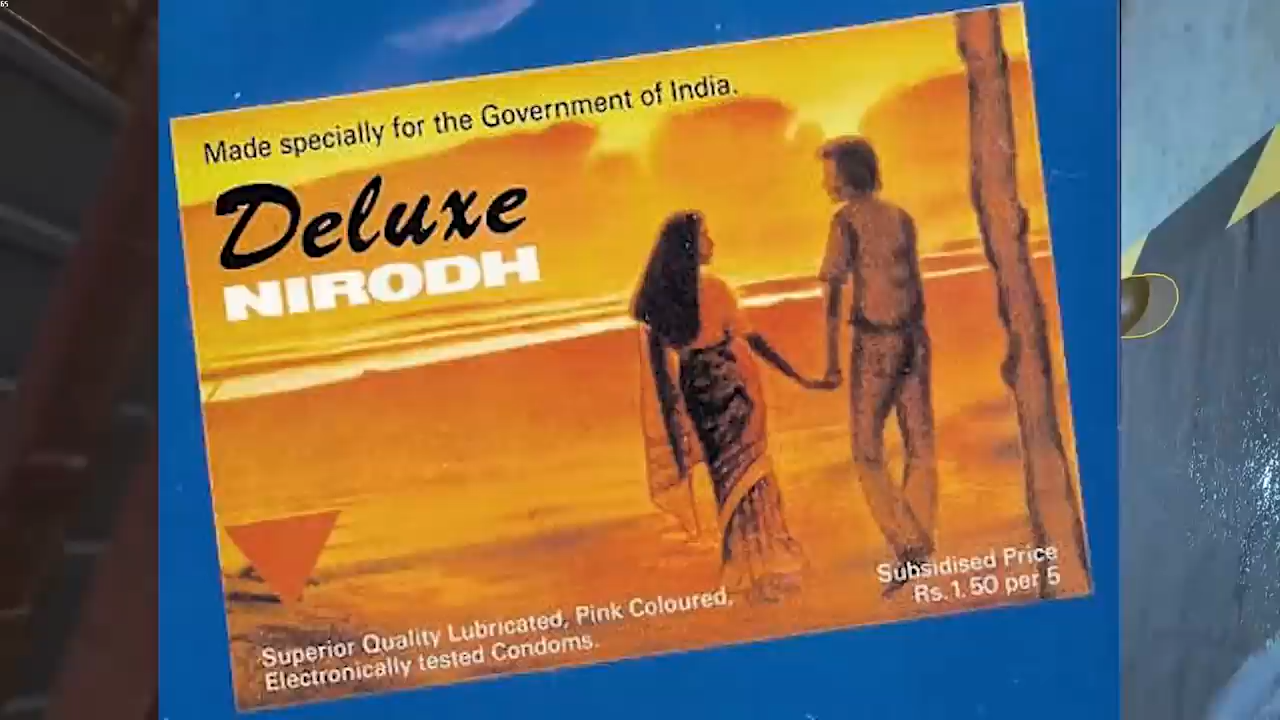 65
Made specially for the Government of India.
Deluxe
NIRODH
Subsidised Price
Rs.1.50 per 5
Superior Quality Lubricated, Pink Coloured,
Electronically tested Condoms.